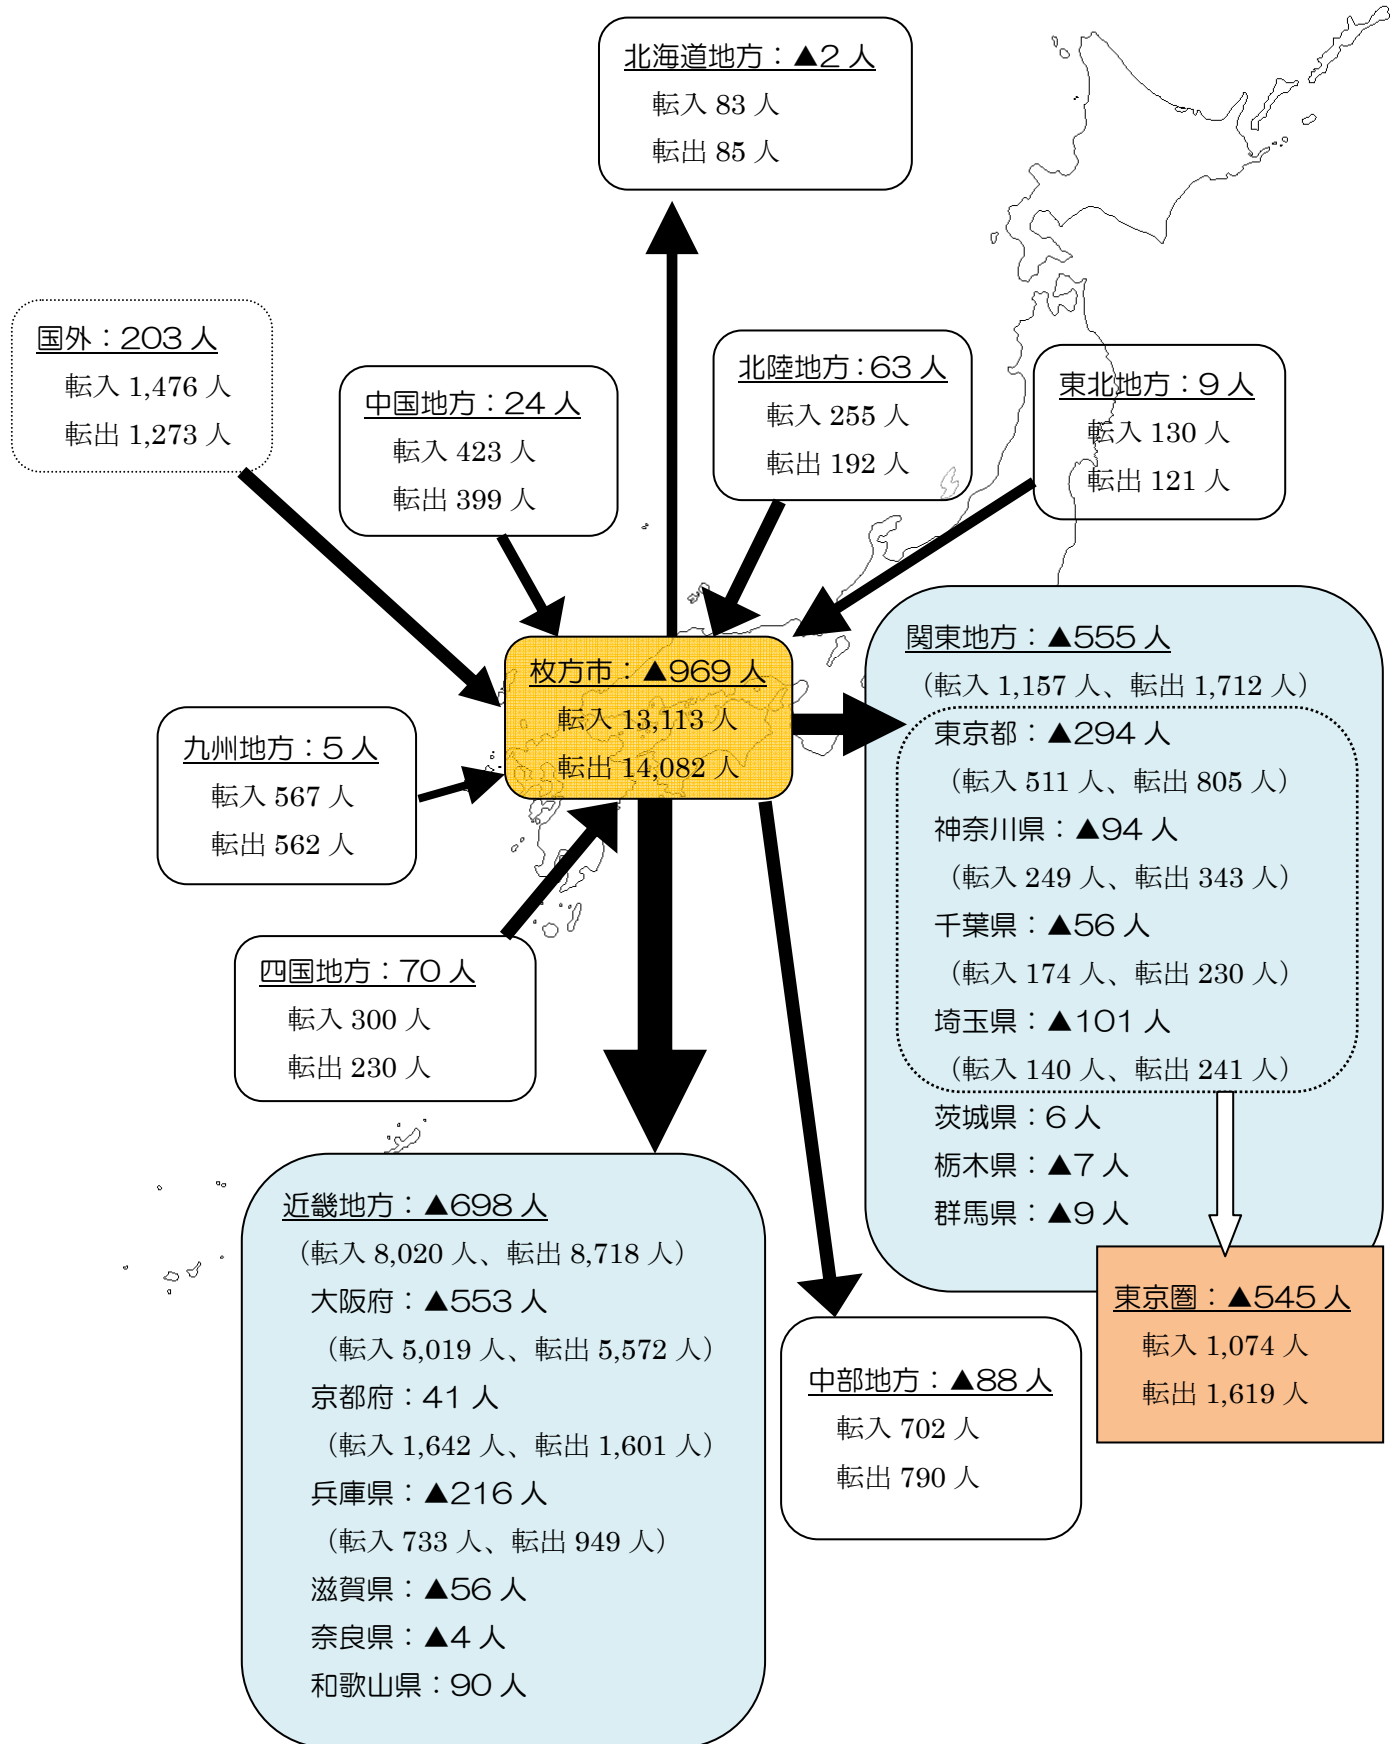 北海道地方：▲2 人
転入 83 人
転出 85 人
国外：203 人
転入 1,476 人
転出 1,273 人
中国地方：24 人
転入 423 人
転出 399 人
北陸地方：63 人
転入 255 人
転出 192 人
東北地方：9 人
転入 130 人
転出 121 人
枚方市：▲969 人
転入 13,113 人
転出 14,082 人
九州地方：5 人
転入 567 人
転出 562 人
四国地方：70 人
転入 300 人
転出 230 人
関東地方：▲555 人
（転入 1,157 人、転出 1,712 人）
東京都：▲294 人
（転入 511 人、転出 805 人）
神奈川県：▲94 人
（転入 249 人、転出 343 人）
千葉県：▲56 人
（転入 174 人、転出 230 人）
埼玉県：▲101 人
（転入 140 人、転出 241 人）
茨城県：6 人
栃木県：▲7 人
群馬県：▲9 人
東京圏：▲545 人
転入 1,074 人
転出 1,619 人
近畿地方：▲698 人
（転入 8,020 人、転出 8,718 人）
大阪府：▲553 人
（転入 5,019 人、転出 5,572 人）
京都府：41 人
（転入 1,642 人、転出 1,601 人）
兵庫県：▲216 人
（転入 733 人、転出 949 人）
滋賀県：▲56 人
奈良県：▲4 人
和歌山県：90 人
中部地方：▲88 人
転入 702 人
転出 790 人